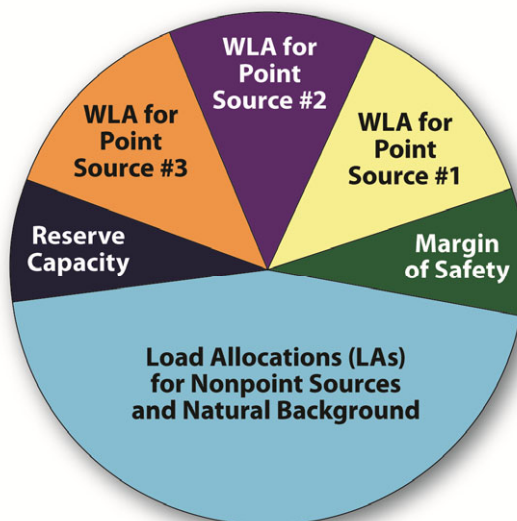 WLA for
Point
Source #2
WLA for
Point
Source #3
WLA for
Point
Source #1
Reserve
Capacity
Margin
of Safety
Load Allocations (LAs)
for Nonpoint Sources
and Natural Background